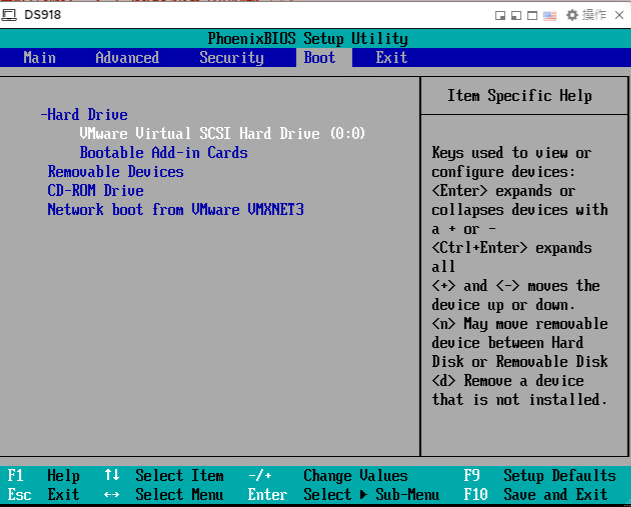 DS918
操作
PhoenixBIOS Setup Utility
Main Advanced Security Boot Exit
Item Specific Help
-Hard Drive
VMware Virtual SCSI Hard Drive (0:0)
Bootable Add-in Cards
Removable Devices
CD-ROM Drive
Network boot from VMware VMXNET3
Keys used to view or
configure devices:
<Enter> expands or
collapses devices with
a + or -
<Ctrl+Enter> expands
all
<+> and <-> moves the
device up or down.
<n> May move removable
device between Hard
Disk or Removable Disk
<d> Remove a device
that is not installed.
F1 Help ↑↓ Select Item -/+ Change Values F9 Setup Defaults
Esc Exit ↔ Select Menu Enter Select ▶ Sub-Menu F10 Save and Exit